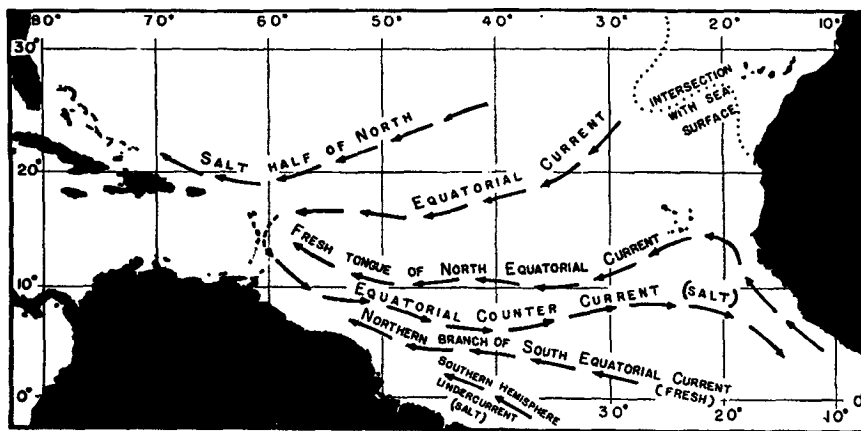 80° 70° 60° 50° 40° 30° 20° 10°
30°
20°
10°
0°
INTERSECTION
WITH SEA
SURFACE
SALT HALF OF NORTH
EQUATORIAL CURRENT
FRESH TONGUE OF NORTH EQUATORIAL CURRENT
EQUATORIAL COUNTER CURRENT (SALT)
NORTHERN BRANCH OF SOUTH EQUATORIAL CURRENT
(FRESH)
SOUTHERN HEMISPHERE
UNDERCURRENT
(SALT)
30° 20° 0